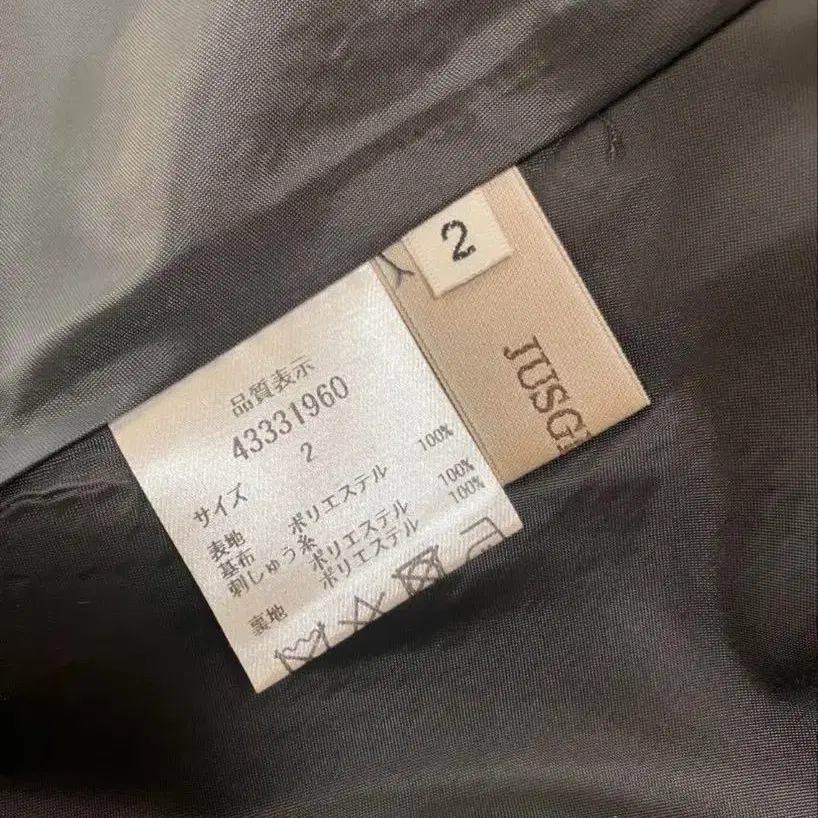 2
JUSG
品質表示
43331960
サイズ 2
表地
基布 ポリエステル 100%
刺しゅう糸 ポリエステル 100%
裏地 ポリエステル 100%